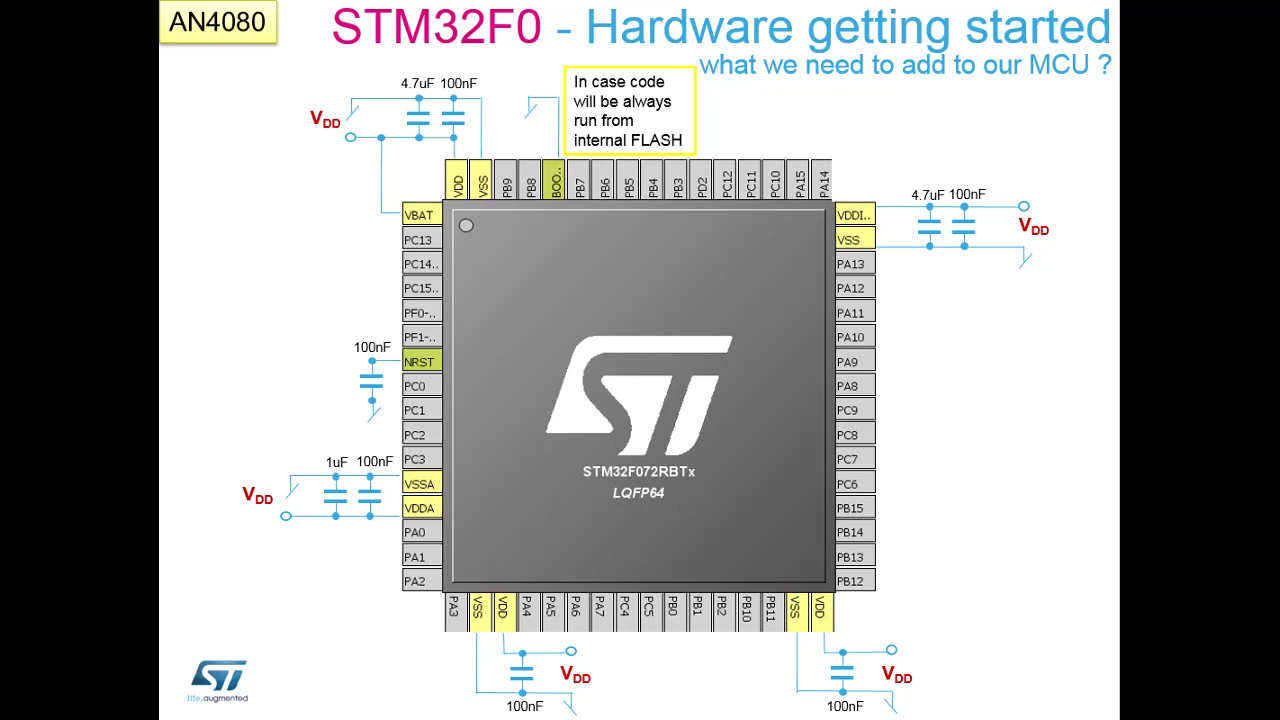 AN4080
STM32F0 - Hardware getting started
what we need to add to our MCU ?
In case code
will be always
run from
internal FLASH
4.7uF 100nF
VDD
VDD
VSS
PB9
PB8
BOO..
PB7
PB6
PB5
PB4
PB3
PD2
PC12
PC11
PC10
PA15
PA14
VBAT
PC13
PC14..
PC15..
PF0-..
PF1-..
NRST
PC0
PC1
PC2
PC3
VSSA
VDDA
PA0
PA1
PA2
100nF
1uF 100nF
VDD
STM32F072RBTx
LQFP64
VDDI..
VSS
PA13
PA12
PA11
PA10
PA9
PA8
PC9
PC8
PC7
PC6
PB15
PB14
PB13
PB12
4.7uF 100nF
VDD
PA3
VSS
VDD
PA4
PA5
PA6
PA7
PC4
PC5
PB0
PB1
PB2
PB10
PB11
VSS
VDD
VDD
100nF
VDD
100nF
ST
life.augmented